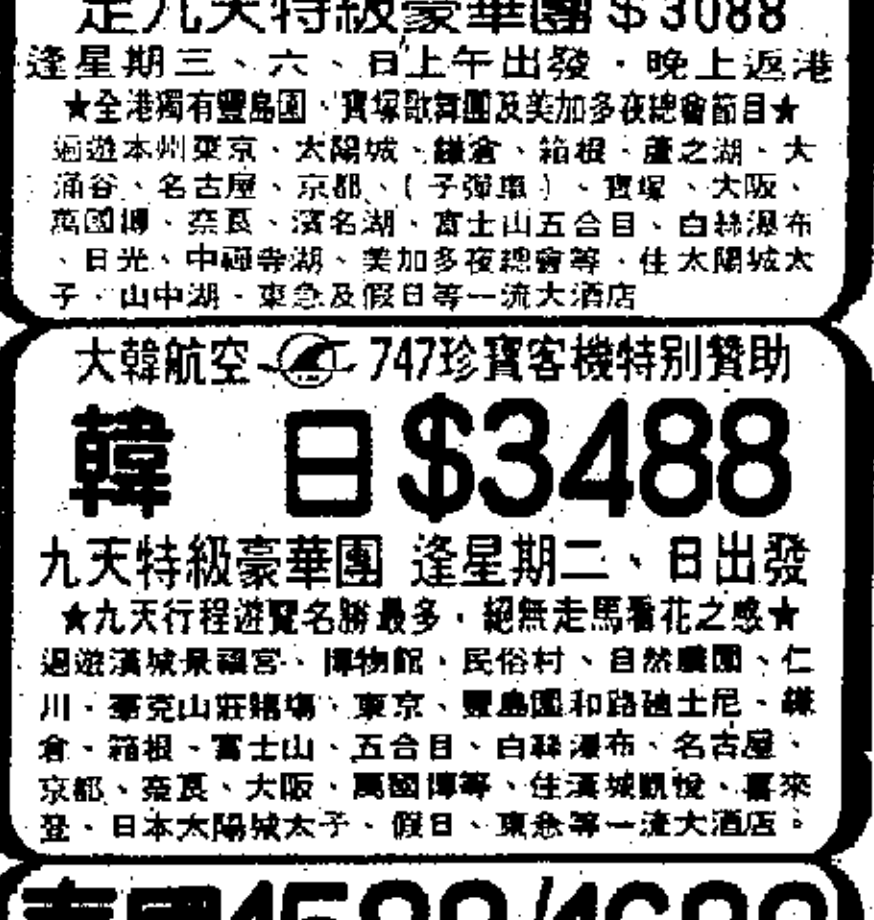 足九天特級豪華團 $3088
逢星期三、六、日上午出發．晚上返港
★全港獨有豐島園、寶塚歌舞團及美加多夜總會節目★
週遊本州東京、太陽城、鎌倉、箱根、蘆之湖、大
涌谷、名古屋、京都、(子彈車)、寶塚、大阪、
萬國博、奈良、濱名湖、富士山五合目、白絲瀑布
、日光、中禪寺湖、美加多夜總會等、住太陽城太
子、山中湖、東急及假日等一流大酒店
大韓航空 747珍寶客機特別贊助
韓 日$3488
九天特級豪華團 逢星期二、日出發
★九天行程遊覽名勝最多．絕無走馬看花之感★
週遊漢城景福宮、博物館、民俗村、自然農園、仁
川、華克山莊賭場、東京、豐島園和路迪士尼、鎌
倉、箱根、富士山、五合目、白絲瀑布、名古屋、
京都、奈良、大阪、萬國博等、住漢城凱悅、喜來
登、日本太陽城太子、假日、東急等一流大酒店。